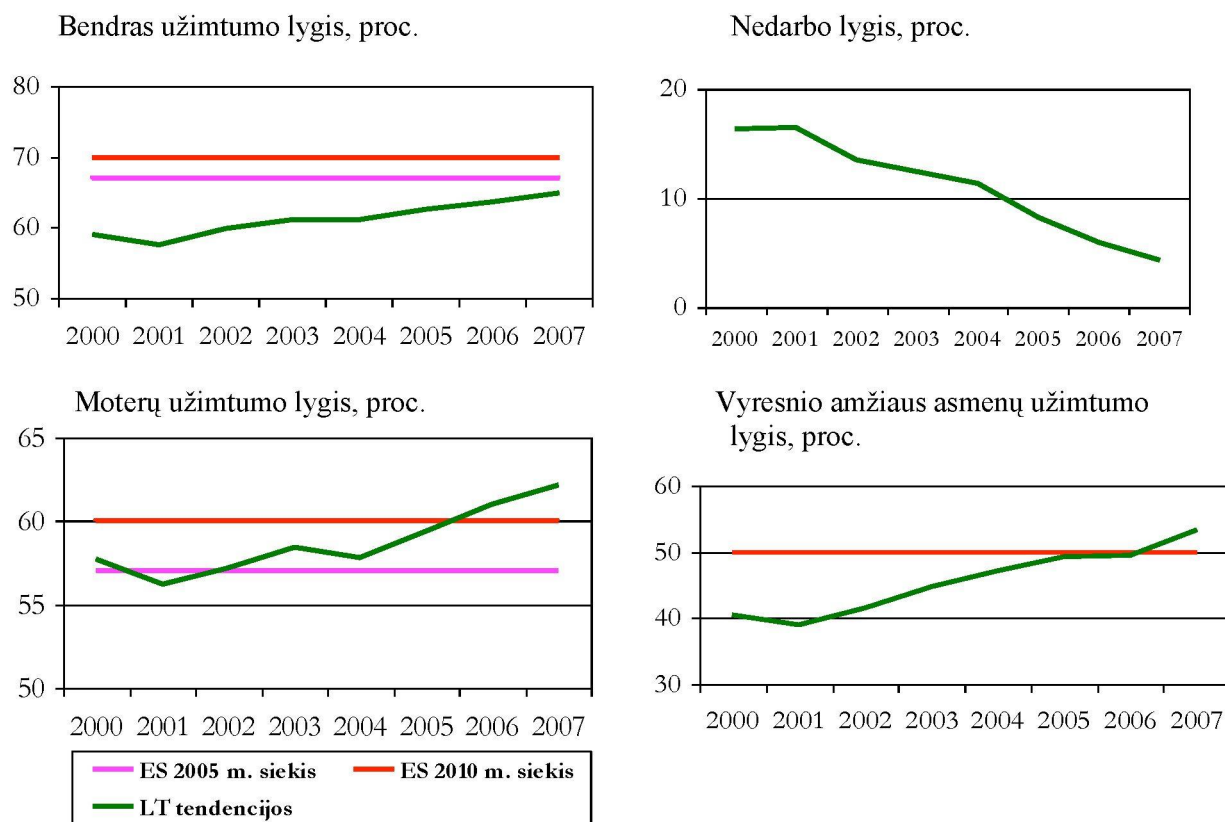 Bendras užimtumo lygis, proc.
80
70
60
50
2000 2001 2002 2003 2004 2005 2006 2007
Nedarbo lygis, proc.
20
10
0
2000 2001 2002 2003 2004 2005 2006 2007
Moterų užimtumo lygis, proc.
65
60
55
50
2000 2001 2002 2003 2004 2005 2006 2007
Vyresnio amžiaus asmenų užimtumo
lygis, proc.
60
50
40
30
2000 2001 2002 2003 2004 2005 2006 2007
ES 2005 m. siekis ES 2010 m. siekis
LT tendencijos